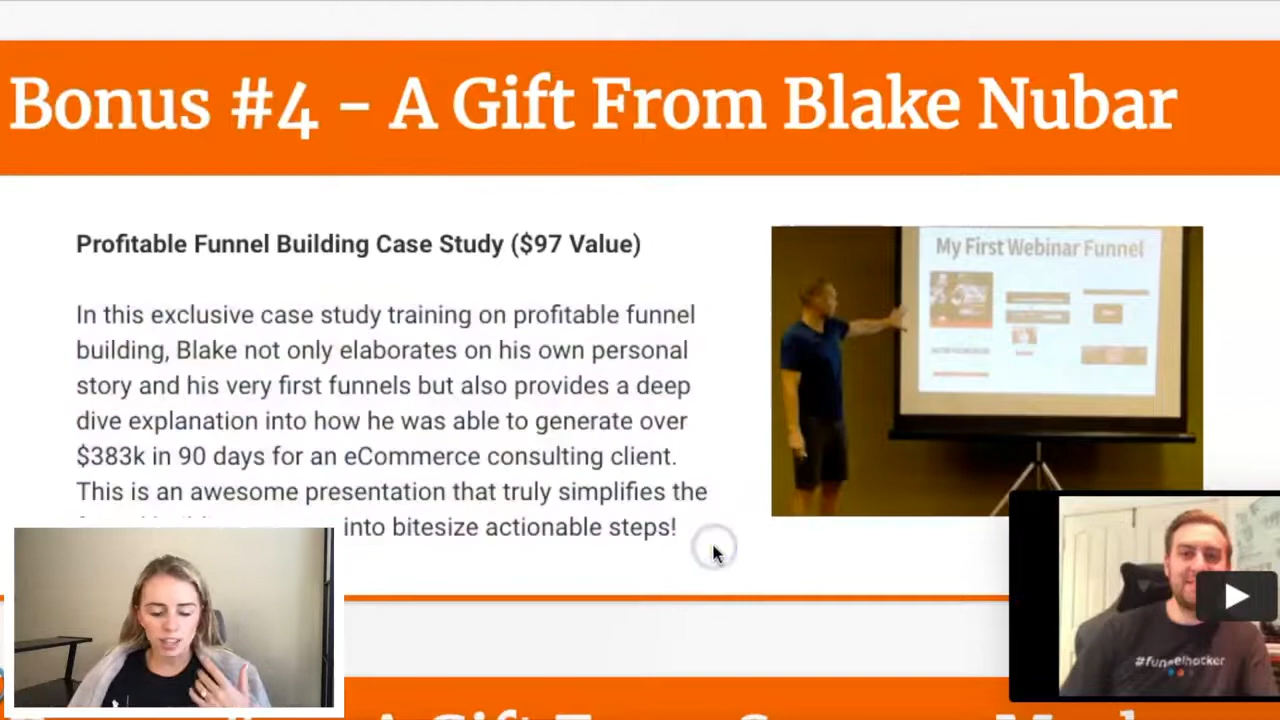 Bonus #4 - A Gift From Blake Nubar
Profitable Funnel Building Case Study ($97 Value)
My First Webinar Funnel
In this exclusive case study training on profitable funnel
building, Blake not only elaborates on his own personal
story and his very first funnels but also provides a deep
dive explanation into how he was able to generate over
$383k in 90 days for an eCommerce consulting client.
This is an awesome presentation that truly simplifies the
into bitesize actionable steps!
#funnelhacker
A Gift From